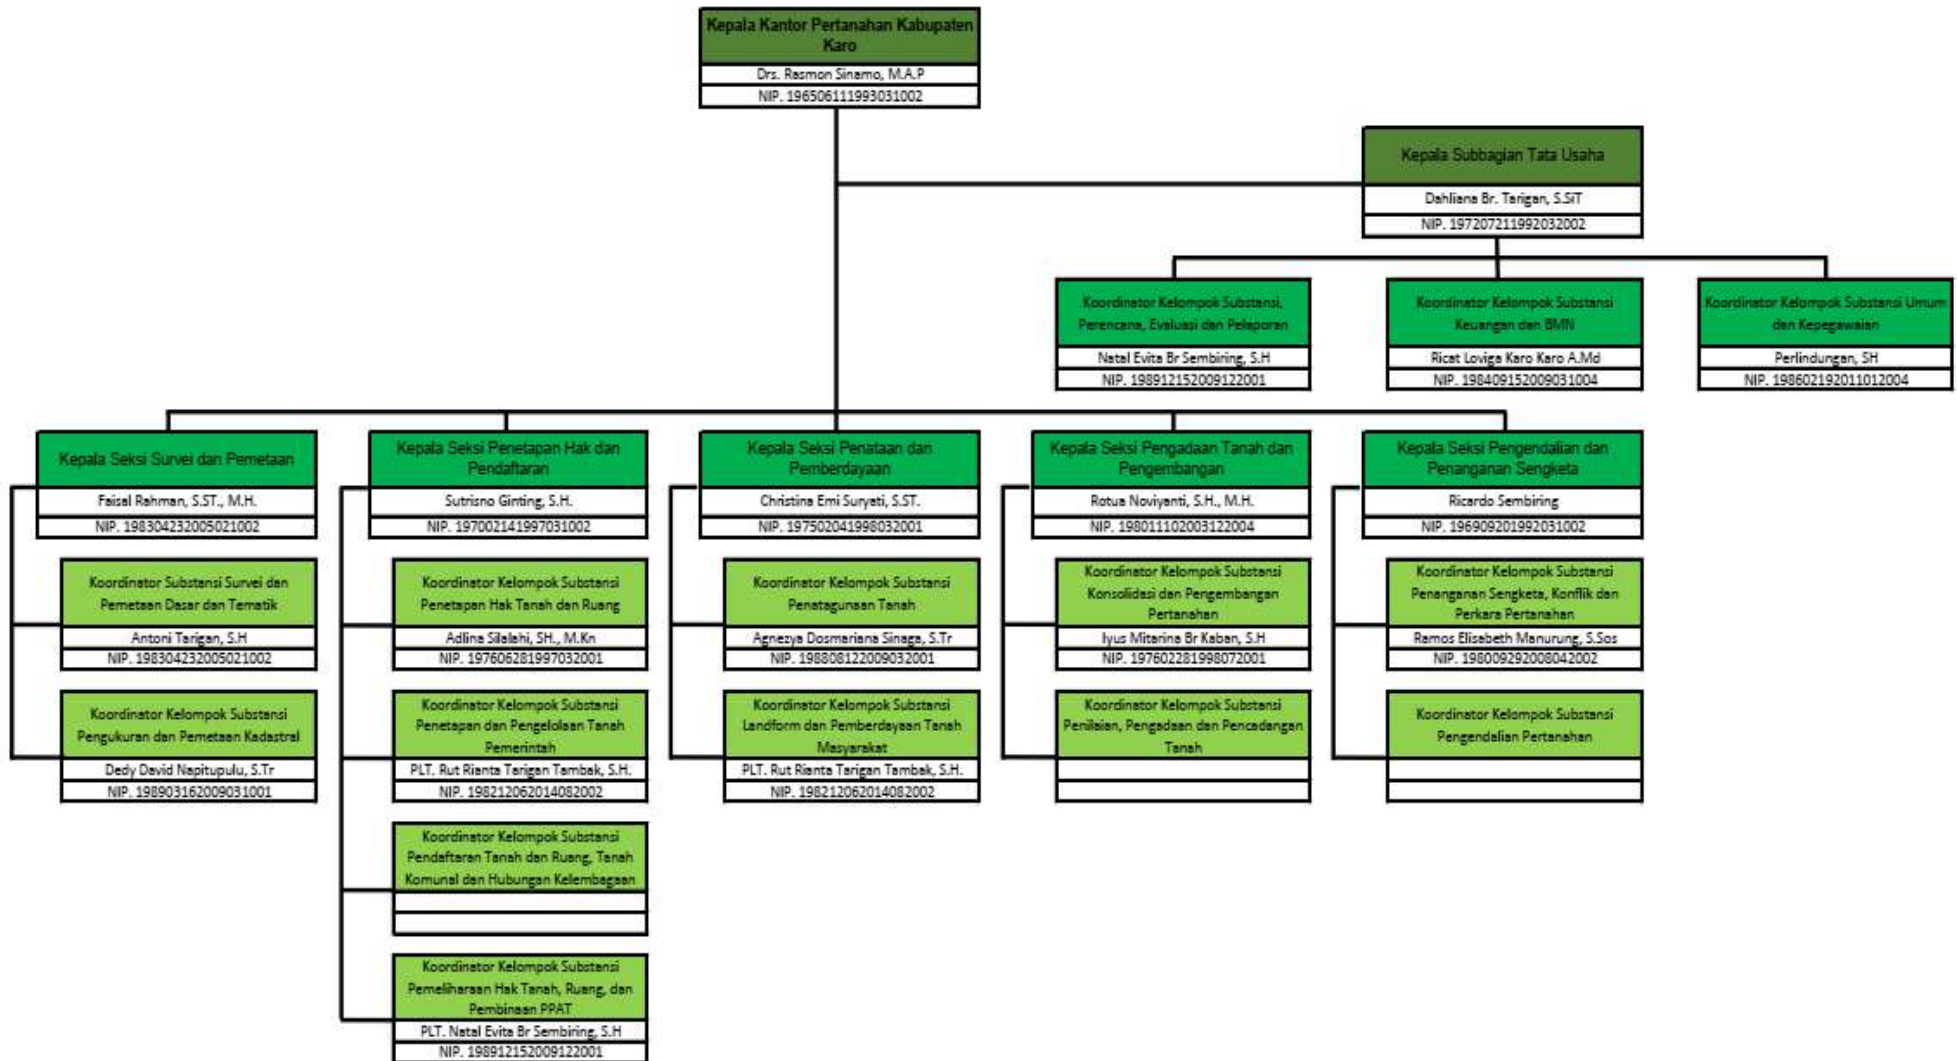 Kepala Kantor Pertanahan Kabupaten
Karo
Drs. Rasmon Sinamo, M.A.P
NIP. 196506111993031002
Kepala Subbagian Tata Usaha
Dahliana Br. Tarigan, S.SiT
NIP. 197207211992032002
Koordinator Kelompok Substansi,
Perencana, Evaluasi dan Pelaporan
Natal Evita Br Sembiring, S.H
NIP. 198912152009122001
Koordinator Kelompok Substansi
Keuangan dan BMN
Ricat Loviga Karo Karo A.Md
NIP. 198409152009031004
Koordinator Kelompok Substansi Umum
dan Kepegawaian
Perlindungan, SH
NIP. 198602192011012004
Kepala Seksi Survei dan Pemetaan
Faisal Rahman, S.ST., M.H.
NIP. 198304232005021002
Koordinator Substansi Survei dan
Pemetaan Dasar dan Tematik
Antoni Tarigan, S.H
NIP. 198304232005021002
Koordinator Kelompok Substansi
Pengukuran dan Pemetaan Kadastral
Dedy David Napitupulu, S.Tr
NIP. 198903162009031001
Kepala Seksi Penetapan Hak dan
Pendaftaran
Sutrisno Ginting, S.H.
NIP. 197002141997031002
Koordinator Kelompok Substansi
Penetapan Hak Tanah dan Ruang
Adlina Silalahi, SH., M.Kn
NIP. 197606281997032001
Koordinator Kelompok Substansi
Penetapan dan Pengelolaan Tanah
Pemerintah
PLT. Rut Rianta Tarigan Tambak, S.H.
NIP. 198212062014082002
Koordinator Kelompok Substansi
Pendaftaran Tanah dan Ruang, Tanah
Komunal dan Hubungan Kelembagaan
Koordinator Kelompok Substansi
Pemeliharaan Hak Tanah, Ruang, dan
Pembinaan PPAT
PLT. Natal Evita Br Sembiring, S.H
NIP. 198912152009122001
Kepala Seksi Penataan dan
Pemberdayaan
Christina Emi Suryati, S.ST.
NIP. 197502041998032001
Koordinator Kelompok Substansi
Penatagunaan Tanah
Agnezya Dosmariana Sinaga, S.Tr
NIP. 198808122009032001
Koordinator Kelompok Substansi
Landform dan Pemberdayaan Tanah
Masyarakat
PLT. Rut Rianta Tarigan Tambak, S.H.
NIP. 198212062014082002
Kepala Seksi Pengadaan Tanah dan
Pengembangan
Rotua Noviyanti, S.H., M.H.
NIP. 198011102003122004
Koordinator Kelompok Substansi
Konsolidasi dan Pengembangan
Pertanahan
Iyus Mitarina Br Kaban, S.H
NIP. 197602281998072001
Koordinator Kelompok Substansi
Penilaian, Pengadaan dan Pencadangan
Tanah
Kepala Seksi Pengendalian dan
Penanganan Sengketa
Ricardo Sembiring
NIP. 196909201992031002
Koordinator Kelompok Substansi
Penanganan Sengketa, Konflik dan
Perkara Pertanahan
Ramos Elisabeth Manurung, S.Sos
NIP. 198009292008042002
Koordinator Kelompok Substansi
Pengendalian Pertanahan